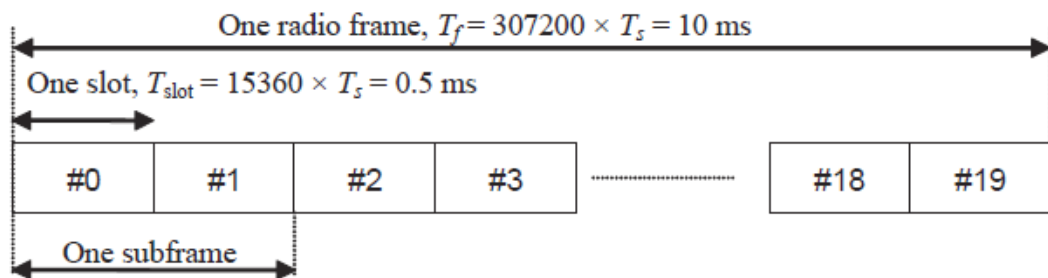 One radio frame, T_f = 307200 × T_s = 10 ms
One slot, T_slot = 15360 × T_s = 0.5 ms
#0 #1 #2 #3 #18 #19
One subframe